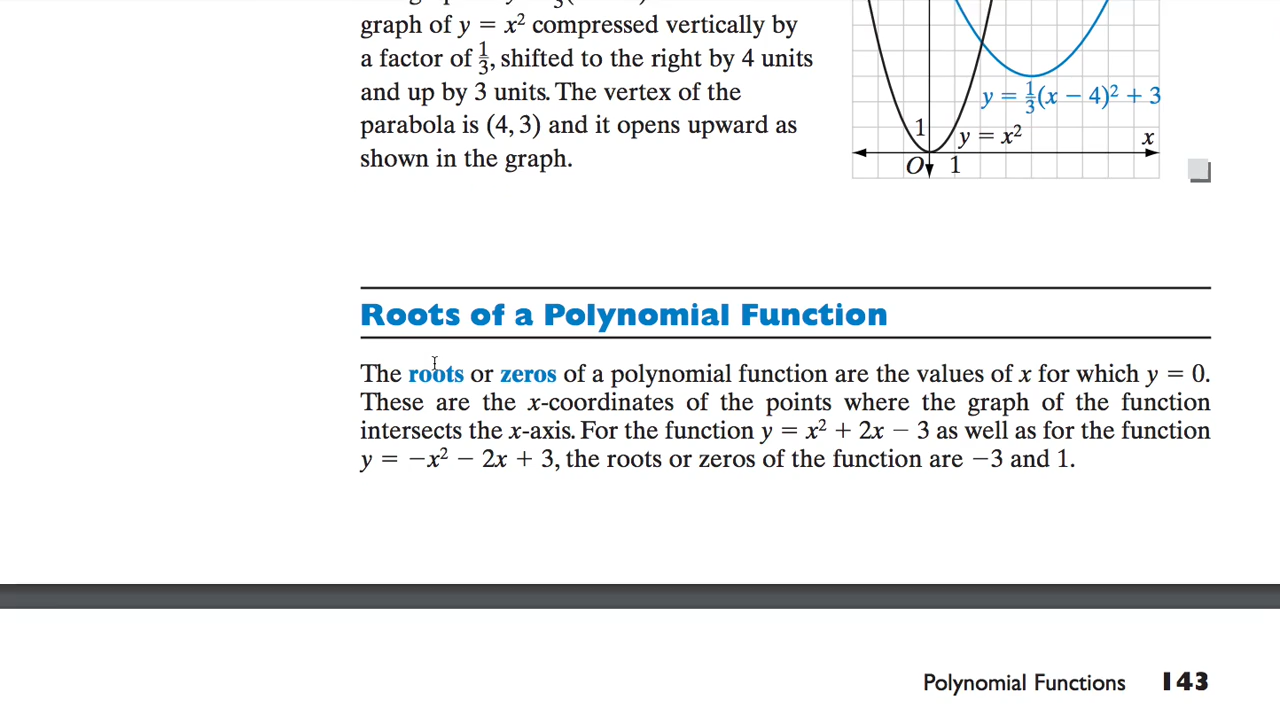 graph of y = x² compressed vertically by
a factor of 1/3, shifted to the right by 4 units
and up by 3 units. The vertex of the
parabola is (4, 3) and it opens upward as
shown in the graph.
y = 1/3(x − 4)² + 3
1
y = x²
x
O
1
Roots of a Polynomial Function
The roots or zeros of a polynomial function are the values of x for which y = 0.
These are the x-coordinates of the points where the graph of the function
intersects the x-axis. For the function y = x² + 2x − 3 as well as for the function
y = −x² − 2x + 3, the roots or zeros of the function are −3 and 1.
Polynomial Functions 143